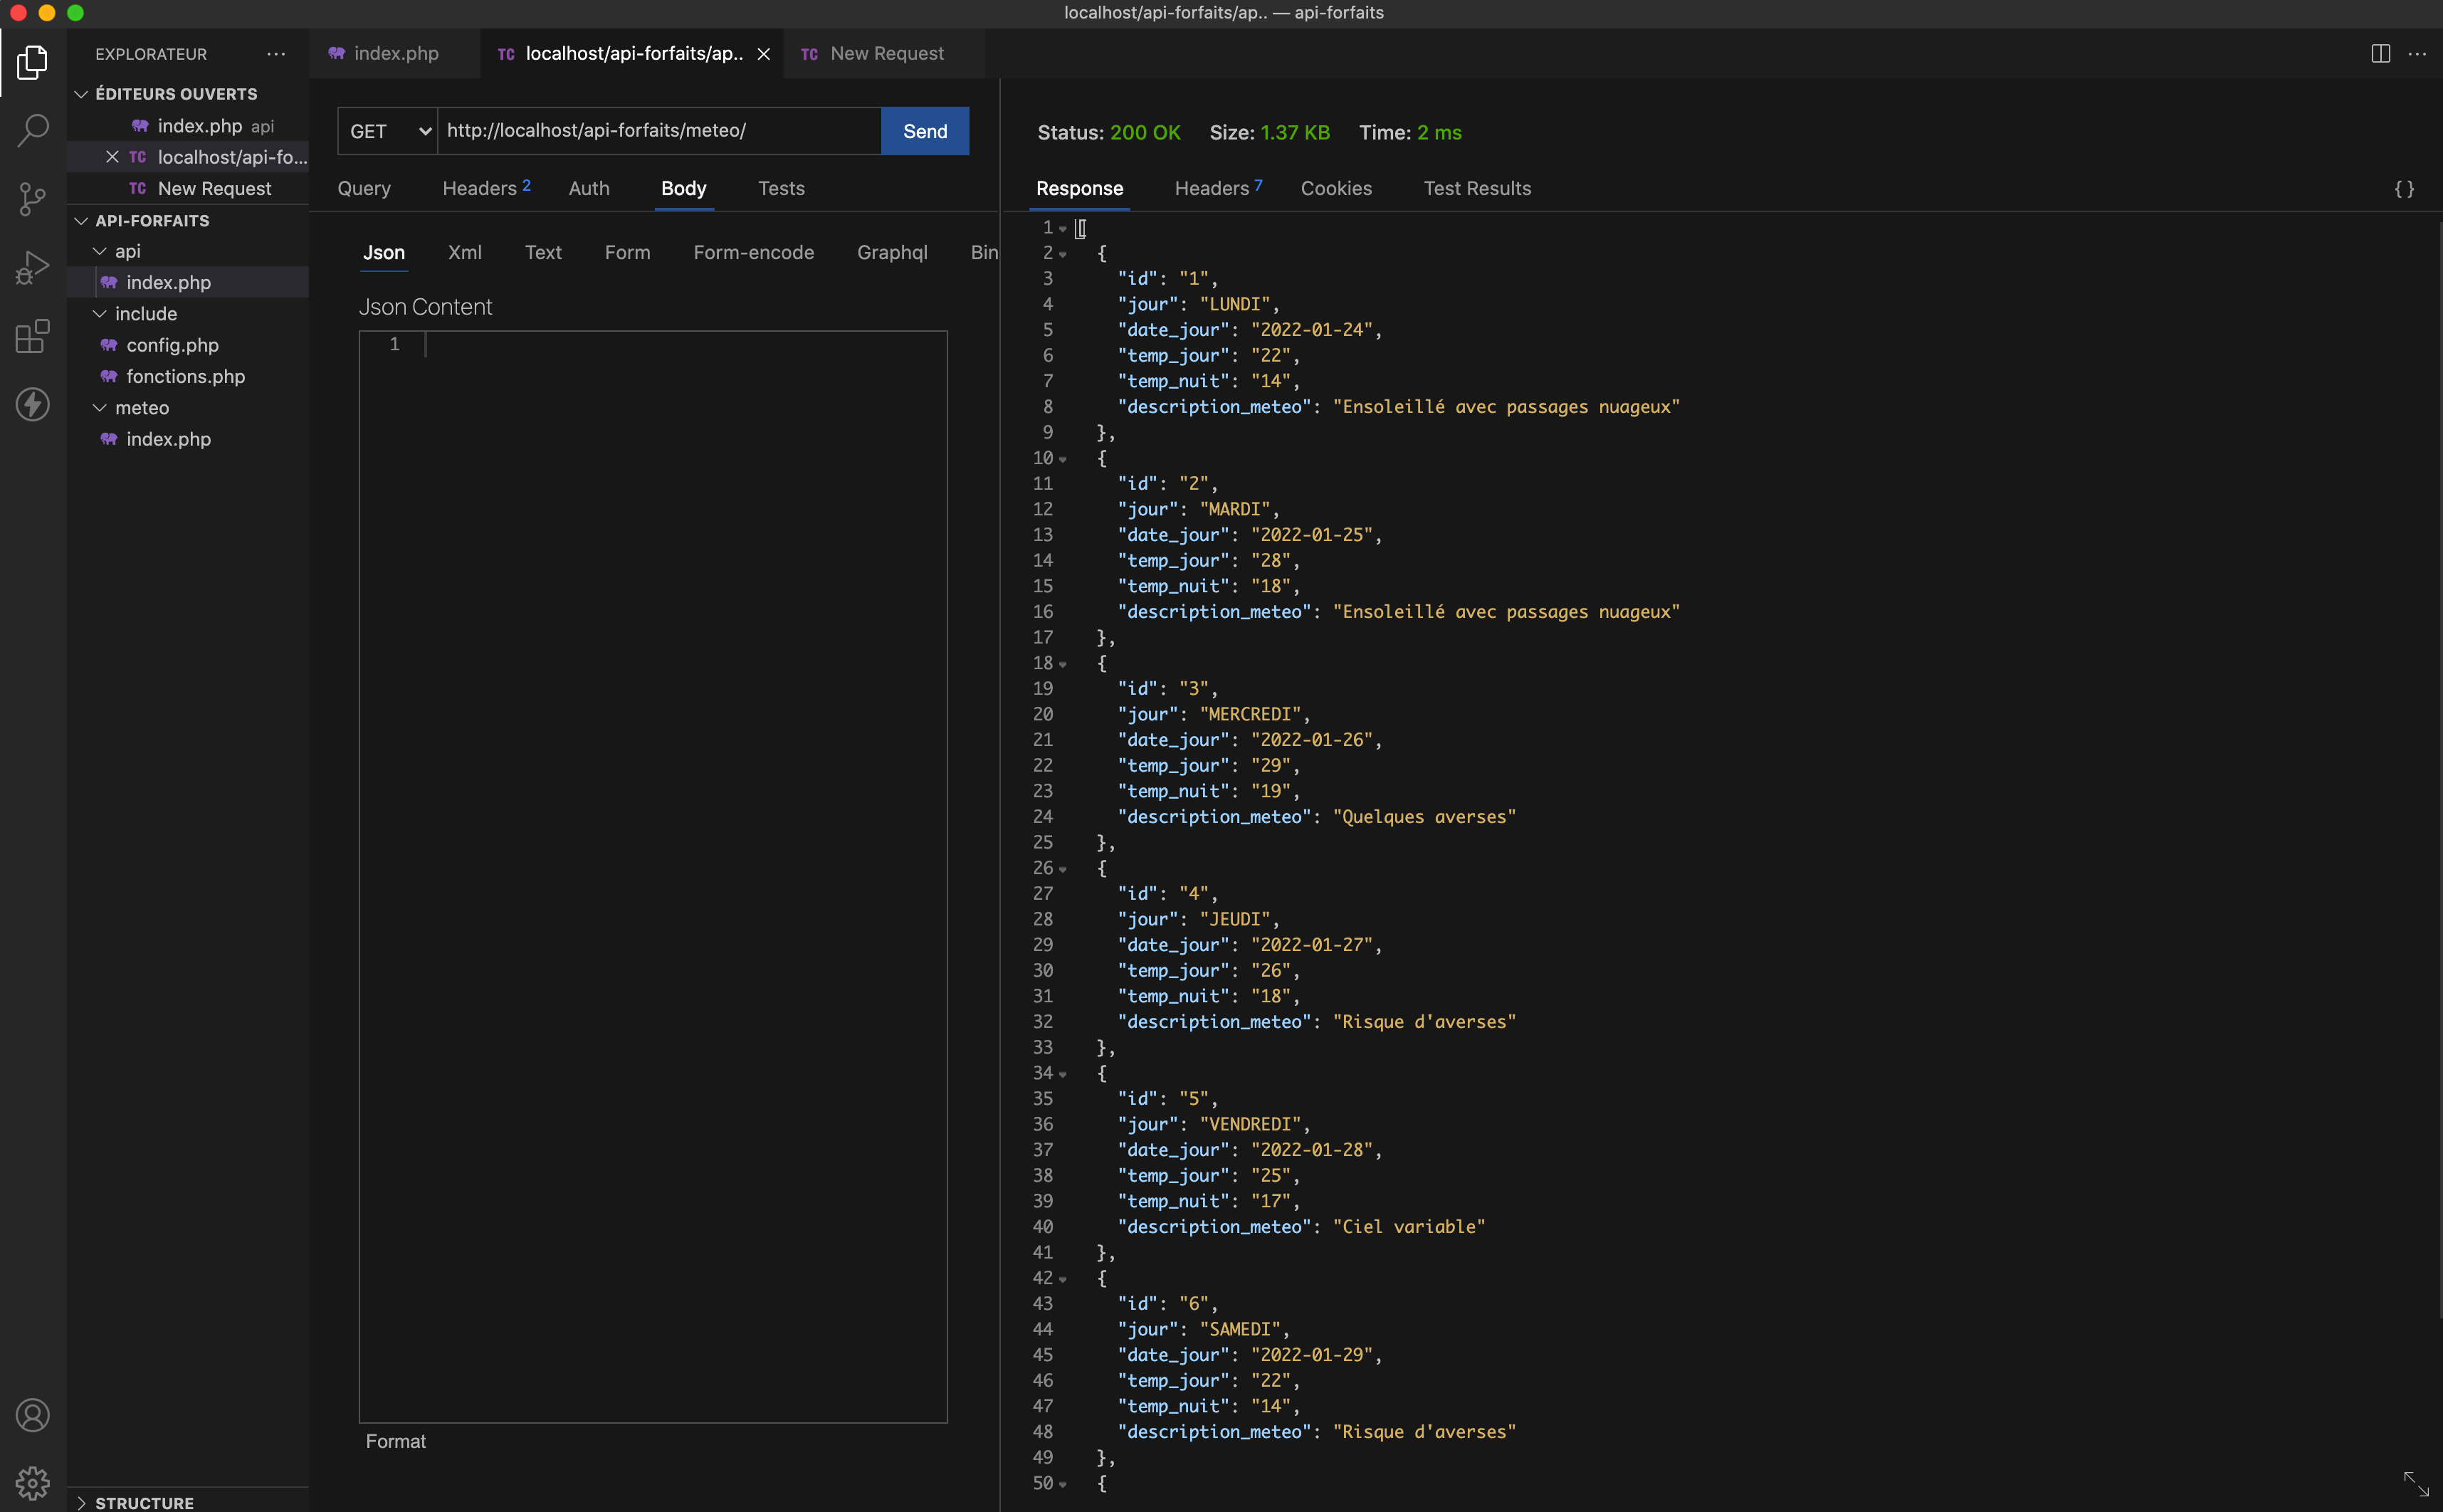 localhost/api-forfaits/ap.. — api-forfaits
EXPLORATEUR
ÉDITEURS OUVERTS
index.php api
TC localhost/api-fo...
TC New Request
API-FORFAITS
api
index.php
include
config.php
fonctions.php
meteo
index.php
STRUCTURE
index.php
TC localhost/api-forfaits/ap..
TC New Request
GET http://localhost/api-forfaits/meteo/ Send
Query Headers 2 Auth Body Tests
Json Xml Text Form Form-encode Graphql Bin
Json Content
1
Format
Status: 200 OK Size: 1.37 KB Time: 2 ms
Response Headers 7 Cookies Test Results {}
1 [
2 {
3 "id": "1",
4 "jour": "LUNDI",
5 "date_jour": "2022-01-24",
6 "temp_jour": "22",
7 "temp_nuit": "14",
8 "description_meteo": "Ensoleillé avec passages nuageux"
9 },
10 {
11 "id": "2",
12 "jour": "MARDI",
13 "date_jour": "2022-01-25",
14 "temp_jour": "28",
15 "temp_nuit": "18",
16 "description_meteo": "Ensoleillé avec passages nuageux"
17 },
18 {
19 "id": "3",
20 "jour": "MERCREDI",
21 "date_jour": "2022-01-26",
22 "temp_jour": "29",
23 "temp_nuit": "19",
24 "description_meteo": "Quelques averses"
25 },
26 {
27 "id": "4",
28 "jour": "JEUDI",
29 "date_jour": "2022-01-27",
30 "temp_jour": "26",
31 "temp_nuit": "18",
32 "description_meteo": "Risque d'averses"
33 },
34 {
35 "id": "5",
36 "jour": "VENDREDI",
37 "date_jour": "2022-01-28",
38 "temp_jour": "25",
39 "temp_nuit": "17",
40 "description_meteo": "Ciel variable"
41 },
42 {
43 "id": "6",
44 "jour": "SAMEDI",
45 "date_jour": "2022-01-29",
46 "temp_jour": "22",
47 "temp_nuit": "14",
48 "description_meteo": "Risque d'averses"
49 },
50 {